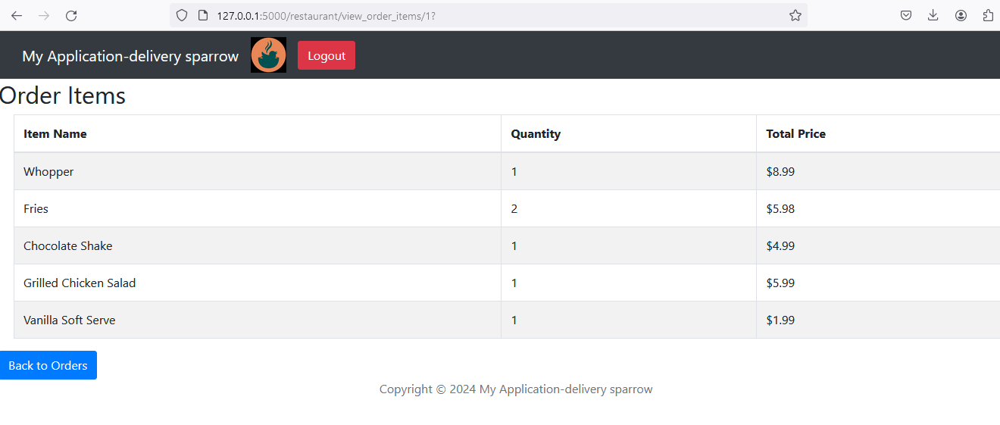 127.0.0.1:5000/restaurant/view_order_items/1?
My Application-delivery sparrow Logout
Order Items
Item Name Quantity Total Price
Whopper 1 $8.99
Fries 2 $5.98
Chocolate Shake 1 $4.99
Grilled Chicken Salad 1 $5.99
Vanilla Soft Serve 1 $1.99
Back to Orders
Copyright © 2024 My Application-delivery sparrow